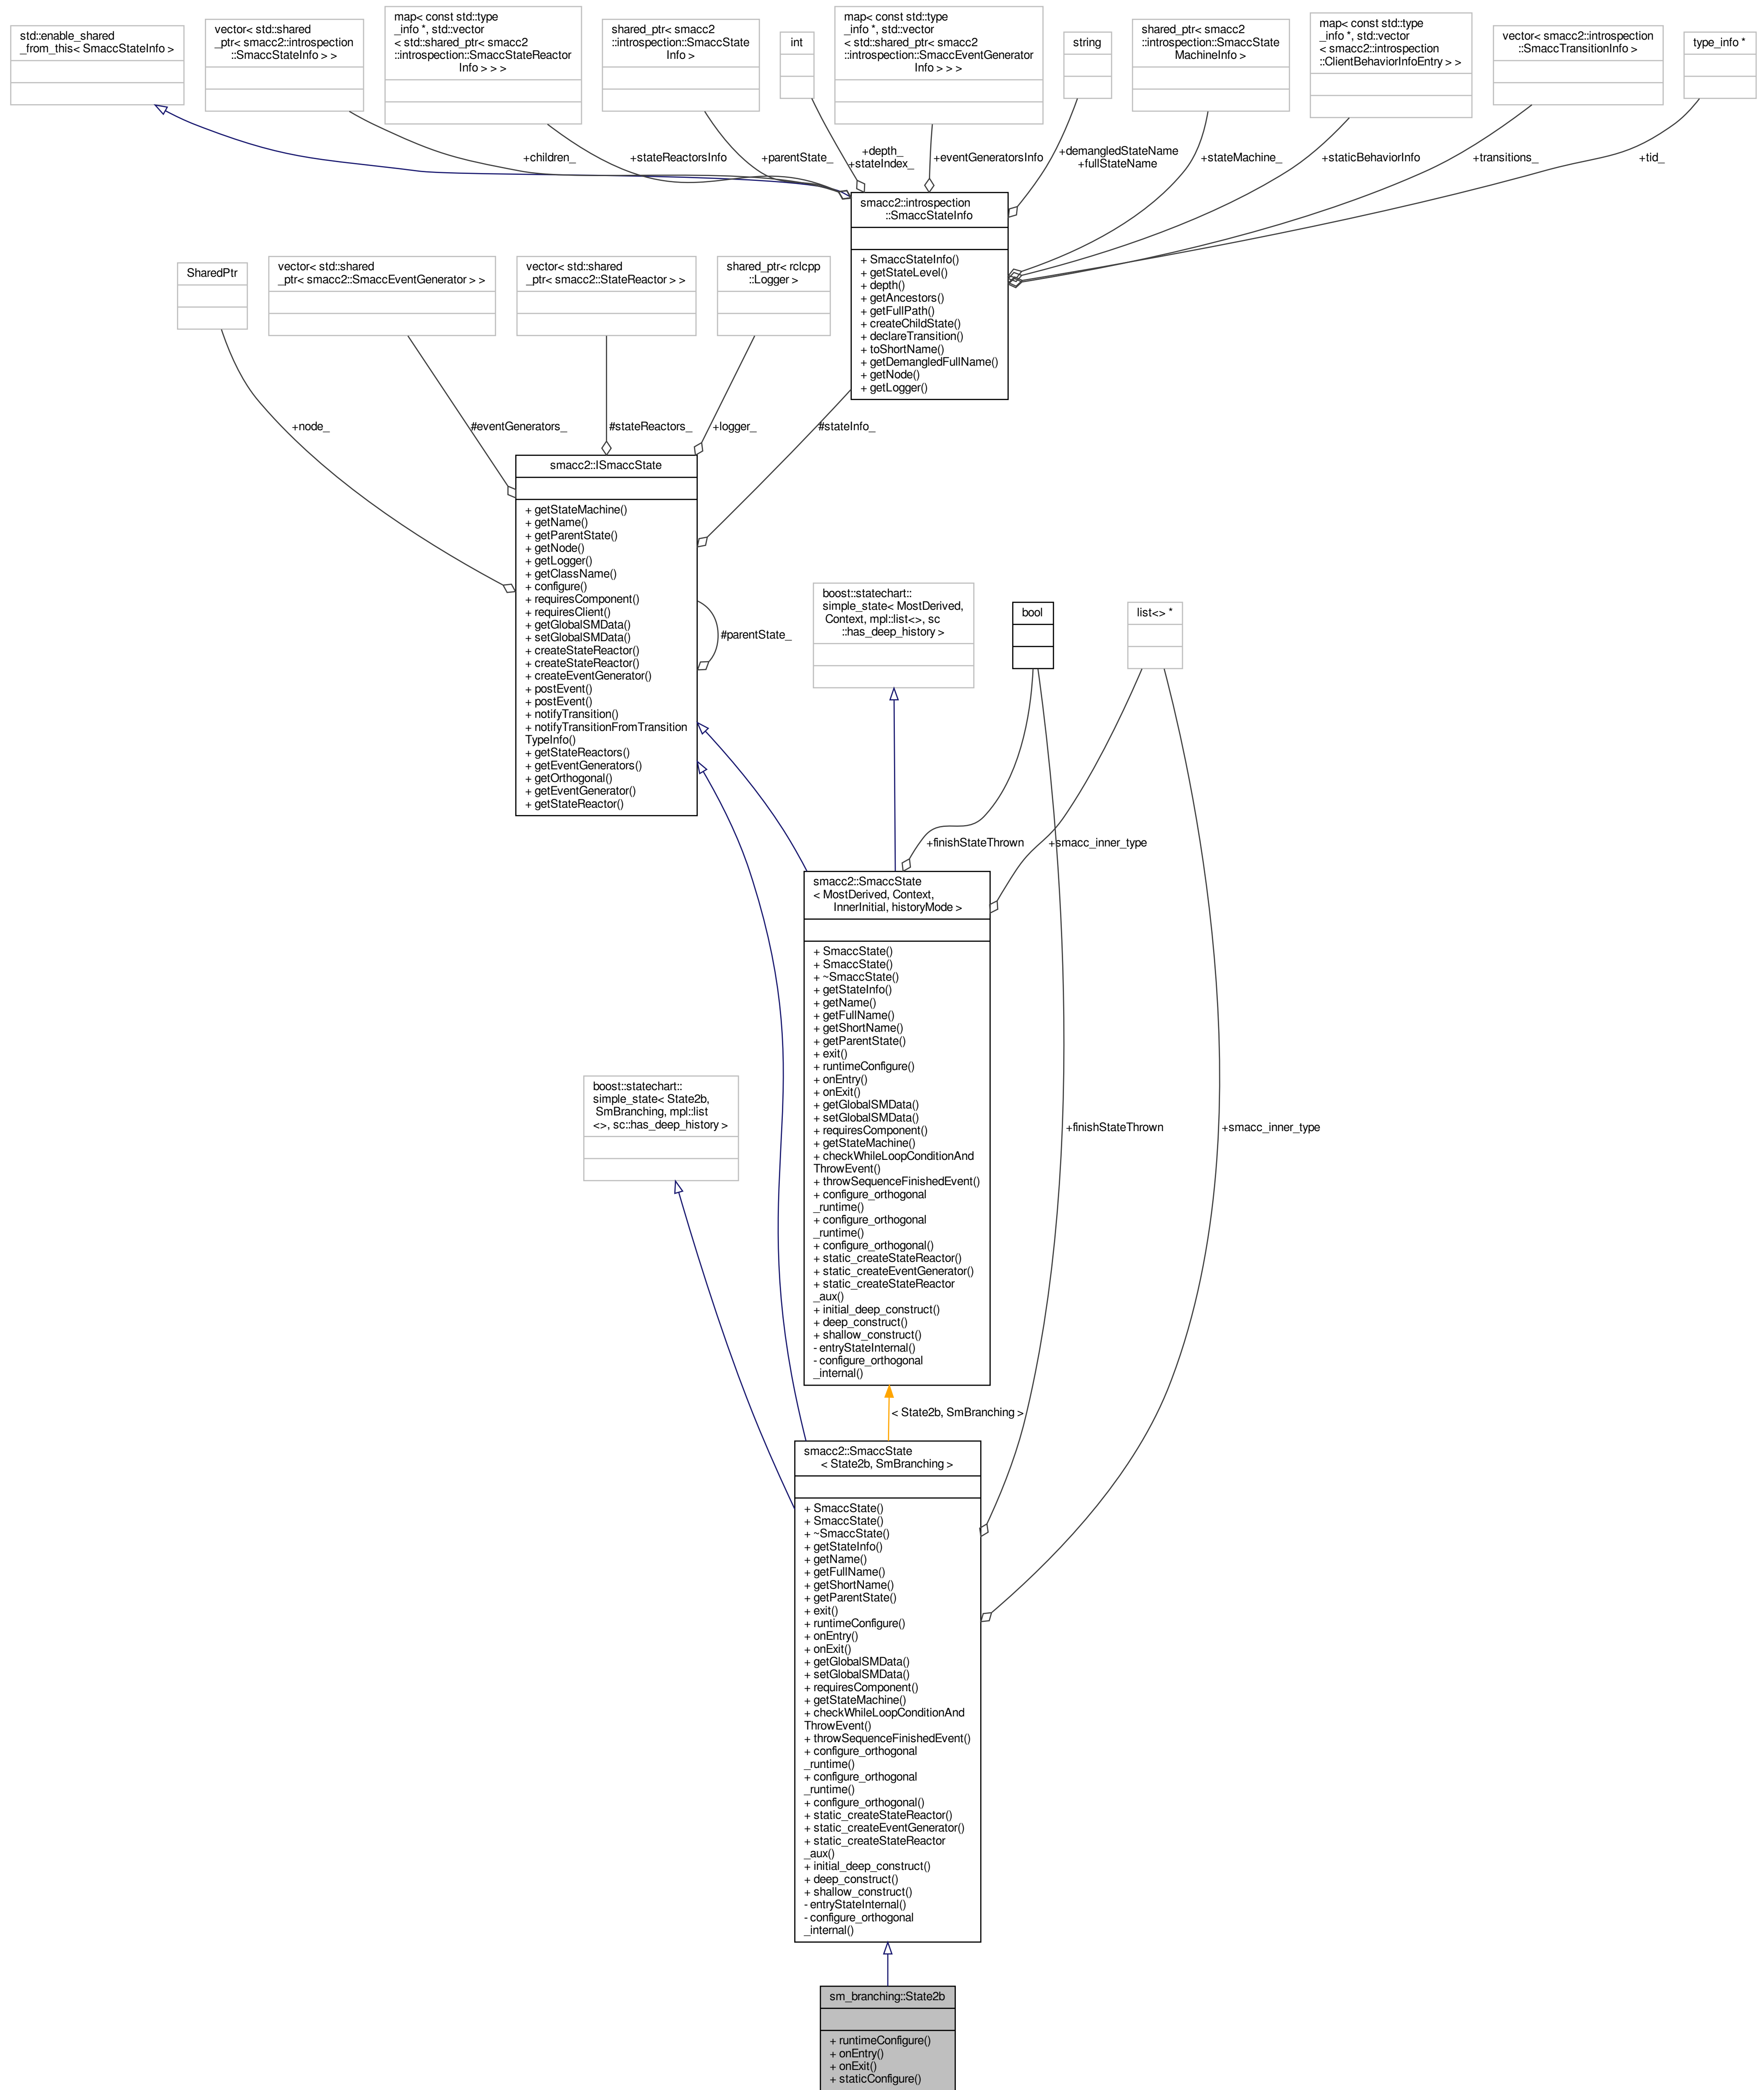 std::enable_shared
_from_this< SmaccStateInfo >
vector< std::shared
_ptr< smacc2::introspection
::SmaccStateInfo > >
map< const std::type
_info *, std::vector
< std::shared_ptr< smacc2
::introspection::SmaccStateReactor
Info > > >
shared_ptr< smacc2
::introspection::SmaccState
Info >
int
map< const std::type
_info *, std::vector
< std::shared_ptr< smacc2
::introspection::SmaccEventGenerator
Info > > >
string
shared_ptr< smacc2
::introspection::SmaccState
MachineInfo >
map< const std::type
_info *, std::vector
< smacc2::introspection
::ClientBehaviorInfoEntry > >
vector< smacc2::introspection
::SmaccTransitionInfo >
type_info *
+children_
+stateReactorsInfo
+parentState_
+depth_
+stateIndex_
+eventGeneratorsInfo
+demangledStateName
+fullStateName
+stateMachine_
+staticBehaviorInfo
+transitions_
+tid_
smacc2::introspection
::SmaccStateInfo
+ SmaccStateInfo()
+ getStateLevel()
+ depth()
+ getAncestors()
+ getFullPath()
+ createChildState()
+ declareTransition()
+ toShortName()
+ getDemangledFullName()
+ getNode()
+ getLogger()
SharedPtr
vector< std::shared
_ptr< smacc2::SmaccEventGenerator > >
vector< std::shared
_ptr< smacc2::StateReactor > >
shared_ptr< rclcpp
::Logger >
+node_
#eventGenerators_
#stateReactors_
+logger_
#stateInfo_
smacc2::ISmaccState
+ getStateMachine()
+ getName()
+ getParentState()
+ getNode()
+ getLogger()
+ getClassName()
+ configure()
+ requiresComponent()
+ requiresClient()
+ getGlobalSMData()
+ setGlobalSMData()
+ createStateReactor()
+ createStateReactor()
+ createEventGenerator()
+ postEvent()
+ postEvent()
+ notifyTransition()
+ notifyTransitionFromTransition
TypeInfo()
+ getStateReactors()
+ getEventGenerators()
+ getOrthogonal()
+ getEventGenerator()
+ getStateReactor()
#parentState_
boost::statechart::
simple_state< MostDerived,
Context, mpl::list<>, sc
::has_deep_history >
bool
list<> *
+finishStateThrown
+smacc_inner_type
smacc2::SmaccState
< MostDerived, Context,
InnerInitial, historyMode >
+ SmaccState()
+ SmaccState()
+ ~SmaccState()
+ getStateInfo()
+ getName()
+ getFullName()
+ getShortName()
+ getParentState()
+ exit()
+ runtimeConfigure()
+ onEntry()
+ onExit()
+ getGlobalSMData()
+ setGlobalSMData()
+ requiresComponent()
+ getStateMachine()
+ checkWhileLoopConditionAnd
ThrowEvent()
+ throwSequenceFinishedEvent()
+ configure_orthogonal
_runtime()
+ configure_orthogonal
_runtime()
+ configure_orthogonal()
+ static_createStateReactor()
+ static_createEventGenerator()
+ static_createStateReactor
_aux()
+ initial_deep_construct()
+ deep_construct()
+ shallow_construct()
- entryStateInternal()
- configure_orthogonal
_internal()
boost::statechart::
simple_state< State2b,
SmBranching, mpl::list
<>, sc::has_deep_history >
+finishStateThrown
+smacc_inner_type
< State2b, SmBranching >
smacc2::SmaccState
< State2b, SmBranching >
+ SmaccState()
+ SmaccState()
+ ~SmaccState()
+ getStateInfo()
+ getName()
+ getFullName()
+ getShortName()
+ getParentState()
+ exit()
+ runtimeConfigure()
+ onEntry()
+ onExit()
+ getGlobalSMData()
+ setGlobalSMData()
+ requiresComponent()
+ getStateMachine()
+ checkWhileLoopConditionAnd
ThrowEvent()
+ throwSequenceFinishedEvent()
+ configure_orthogonal
_runtime()
+ configure_orthogonal
_runtime()
+ configure_orthogonal()
+ static_createStateReactor()
+ static_createEventGenerator()
+ static_createStateReactor
_aux()
+ initial_deep_construct()
+ deep_construct()
+ shallow_construct()
- entryStateInternal()
- configure_orthogonal
_internal()
sm_branching::State2b
+ runtimeConfigure()
+ onEntry()
+ onExit()
+ staticConfigure()